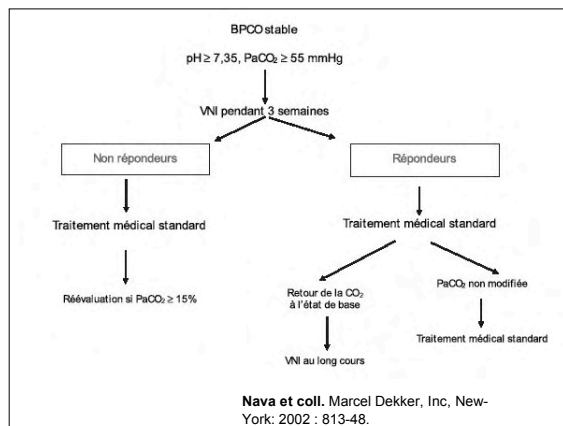 BPCO stable
pH ≥ 7,35, PaCO₂ ≥ 55 mmHg
VNI pendant 3 semaines
Non répondeurs
Répondeurs
Traitement médical standard
Traitement médical standard
Réévaluation si PaCO₂ ≥ 15%
Retour de la CO₂
à l'état de base
PaCO₂ non modifiée
VNI au long cours
Traitement médical standard
Nava et coll. Marcel Dekker, Inc, New-
York: 2002 : 813-48.